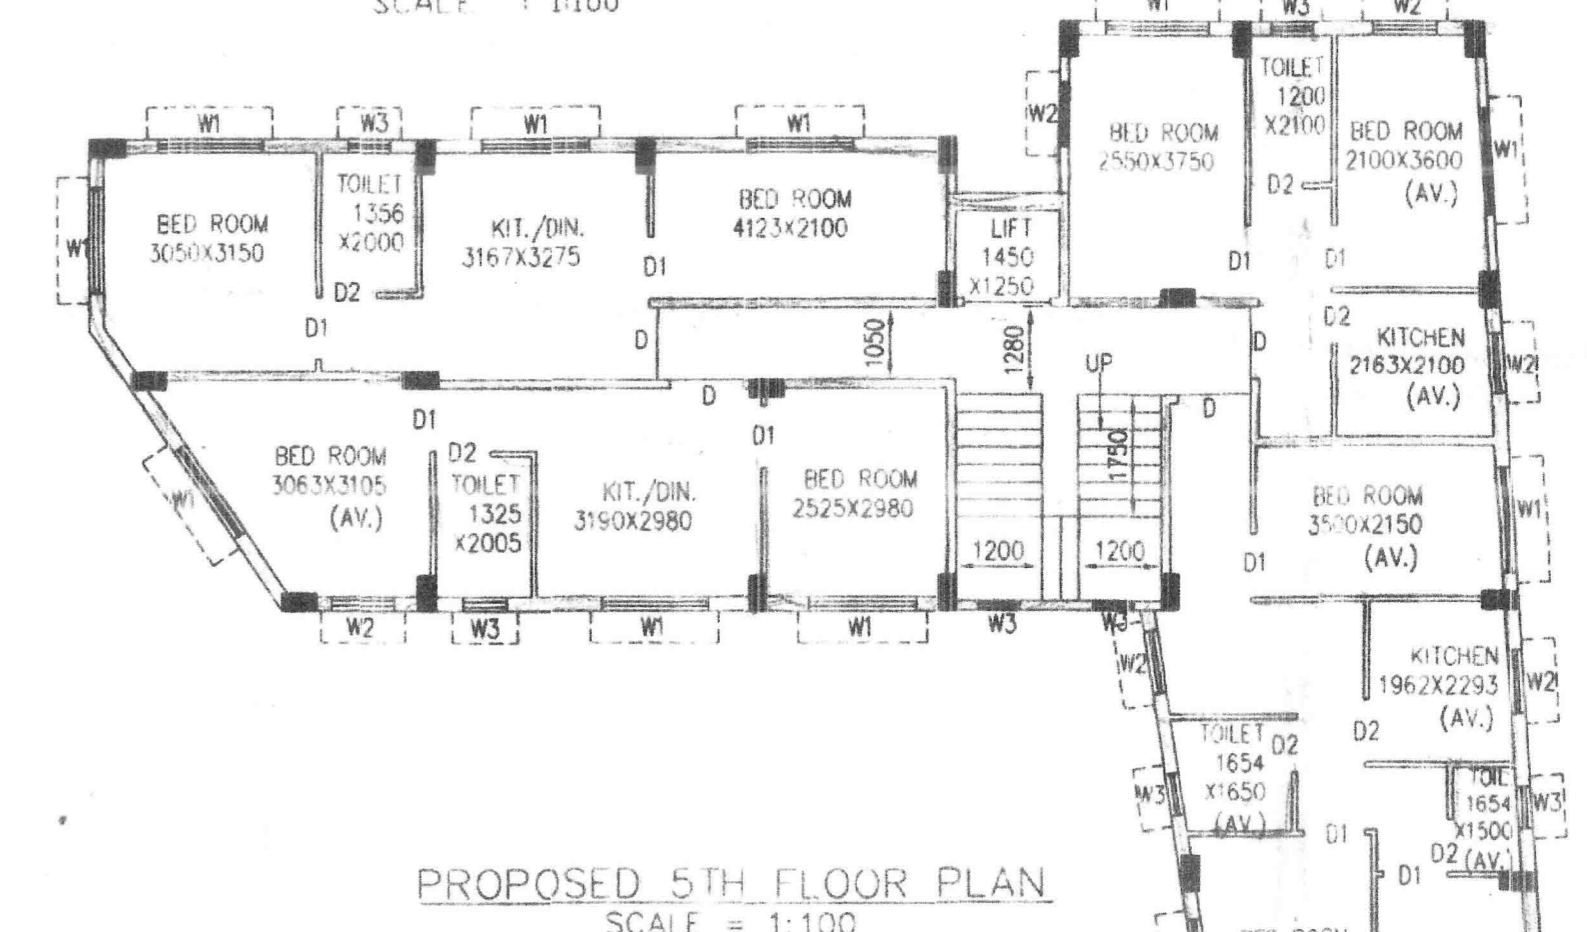 SCALE : 1:100
W1
W3
W2
W1
W3
W1
W1
W2
TOILET
1200
X2100
BED ROOM
2550X3750
BED ROOM
2100X3600
(AV.)
W1
D2
TOILET
1356
X2000
BED ROOM
3050X3150
KIT./DIN.
3167X3275
BED ROOM
4123X2100
LIFT
1450
X1250
W1
D1
D1
D1
D2
D1
D
1050
1280
D
D2
KITCHEN
2163X2100
(AV.)
W2
UP
D
D
D1
D1
D2
BED ROOM
3063X3105
(AV.)
TOILET
1325
X2005
KIT./DIN.
3190X2980
BED ROOM
2525X2980
1750
BED ROOM
3500X2150
(AV.)
W1
W1
1200
1200
D1
W2
W3
W1
W1
W3
W3
W2
KITCHEN
1962X2293
(AV.)
W2
D2
TOILET
1654
X1650
(AV.)
D2
W3
TOIL
1654
X1500
(AV.)
W3
D1
D2
D1
PROPOSED 5TH FLOOR PLAN
SCALE = 1:100
BED ROOM